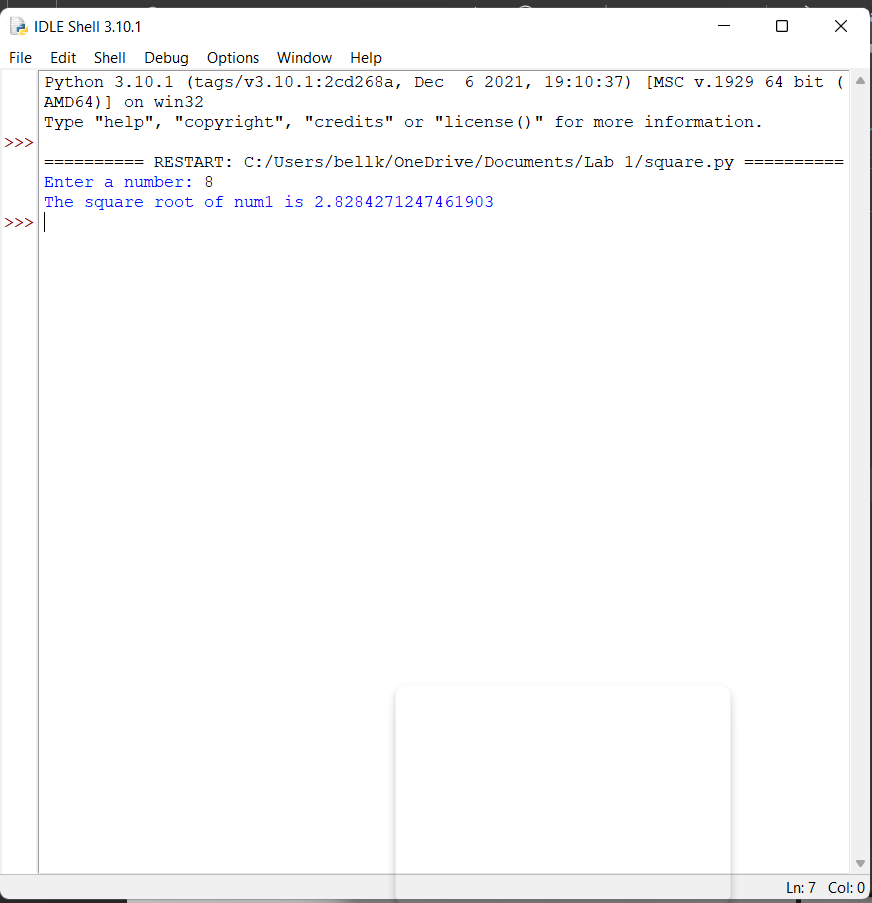 IDLE Shell 3.10.1
File Edit Shell Debug Options Window Help
Python 3.10.1 (tags/v3.10.1:2cd268a, Dec  6 2021, 19:10:37) [MSC v.1929 64 bit (
AMD64)] on win32
Type "help", "copyright", "credits" or "license()" for more information.
>>>
========== RESTART: C:/Users/bellk/OneDrive/Documents/Lab 1/square.py ==========
Enter a number: 8
The square root of num1 is 2.8284271247461903
>>>
Ln: 7 Col: 0